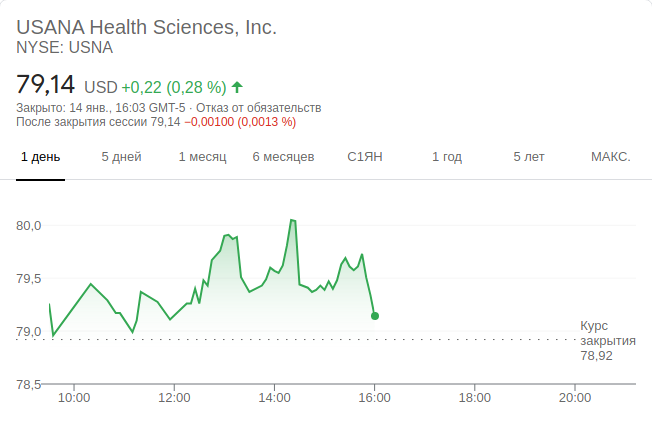 USANA Health Sciences, Inc.
NYSE: USNA
79,14 USD +0,22 (0,28 %)
Закрыто: 14 янв., 16:03 GMT-5 · Отказ от обязательств
После закрытия сессии 79,14 −0,00100 (0,0013 %)
1 день 5 дней 1 месяц 6 месяцев С1ЯН 1 год 5 лет МАКС.
80,0
79,5
79,0
78,5
Курс
закрытия
78,92
10:00 12:00 14:00 16:00 18:00 20:00